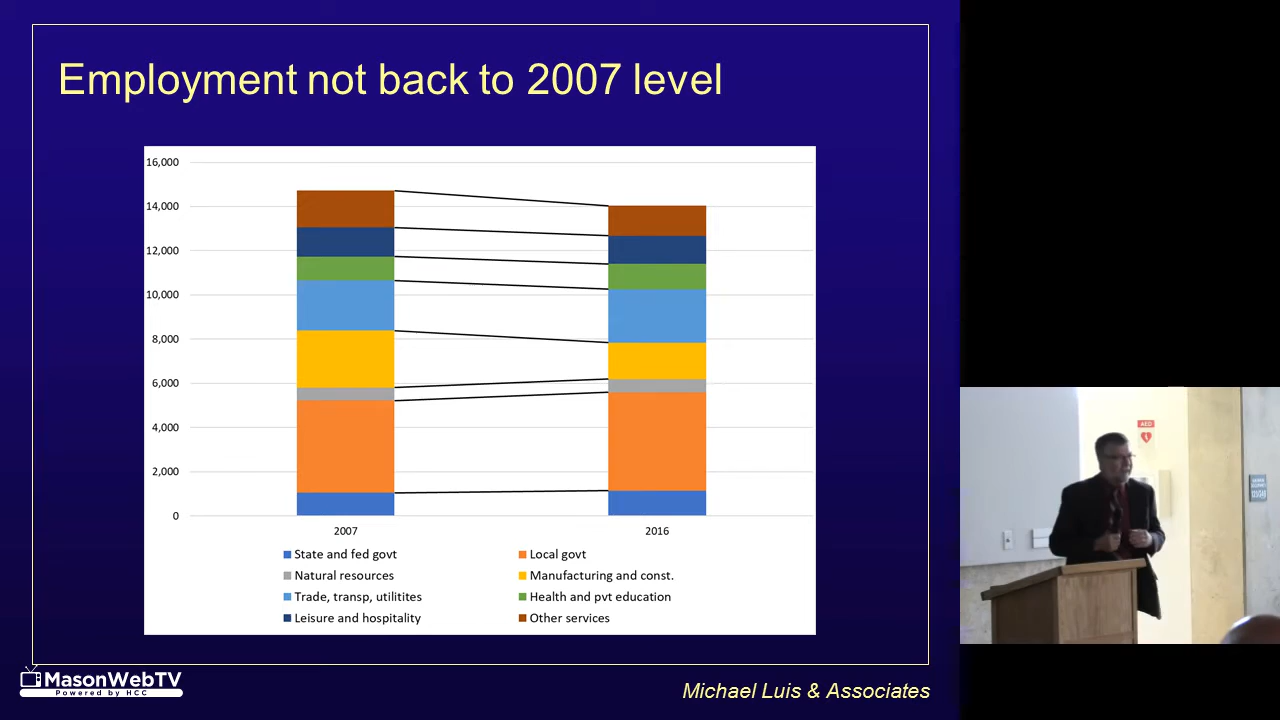 Employment not back to 2007 level
16,000
14,000
12,000
10,000
8,000
6,000
4,000
2,000
0
2007 2016
State and fed govt Local govt
Natural resources Manufacturing and const.
Trade, transp, utilitites Health and pvt education
Leisure and hospitality Other services
AED
MasonWebTV
Powered by HCC
Michael Luis & Associates